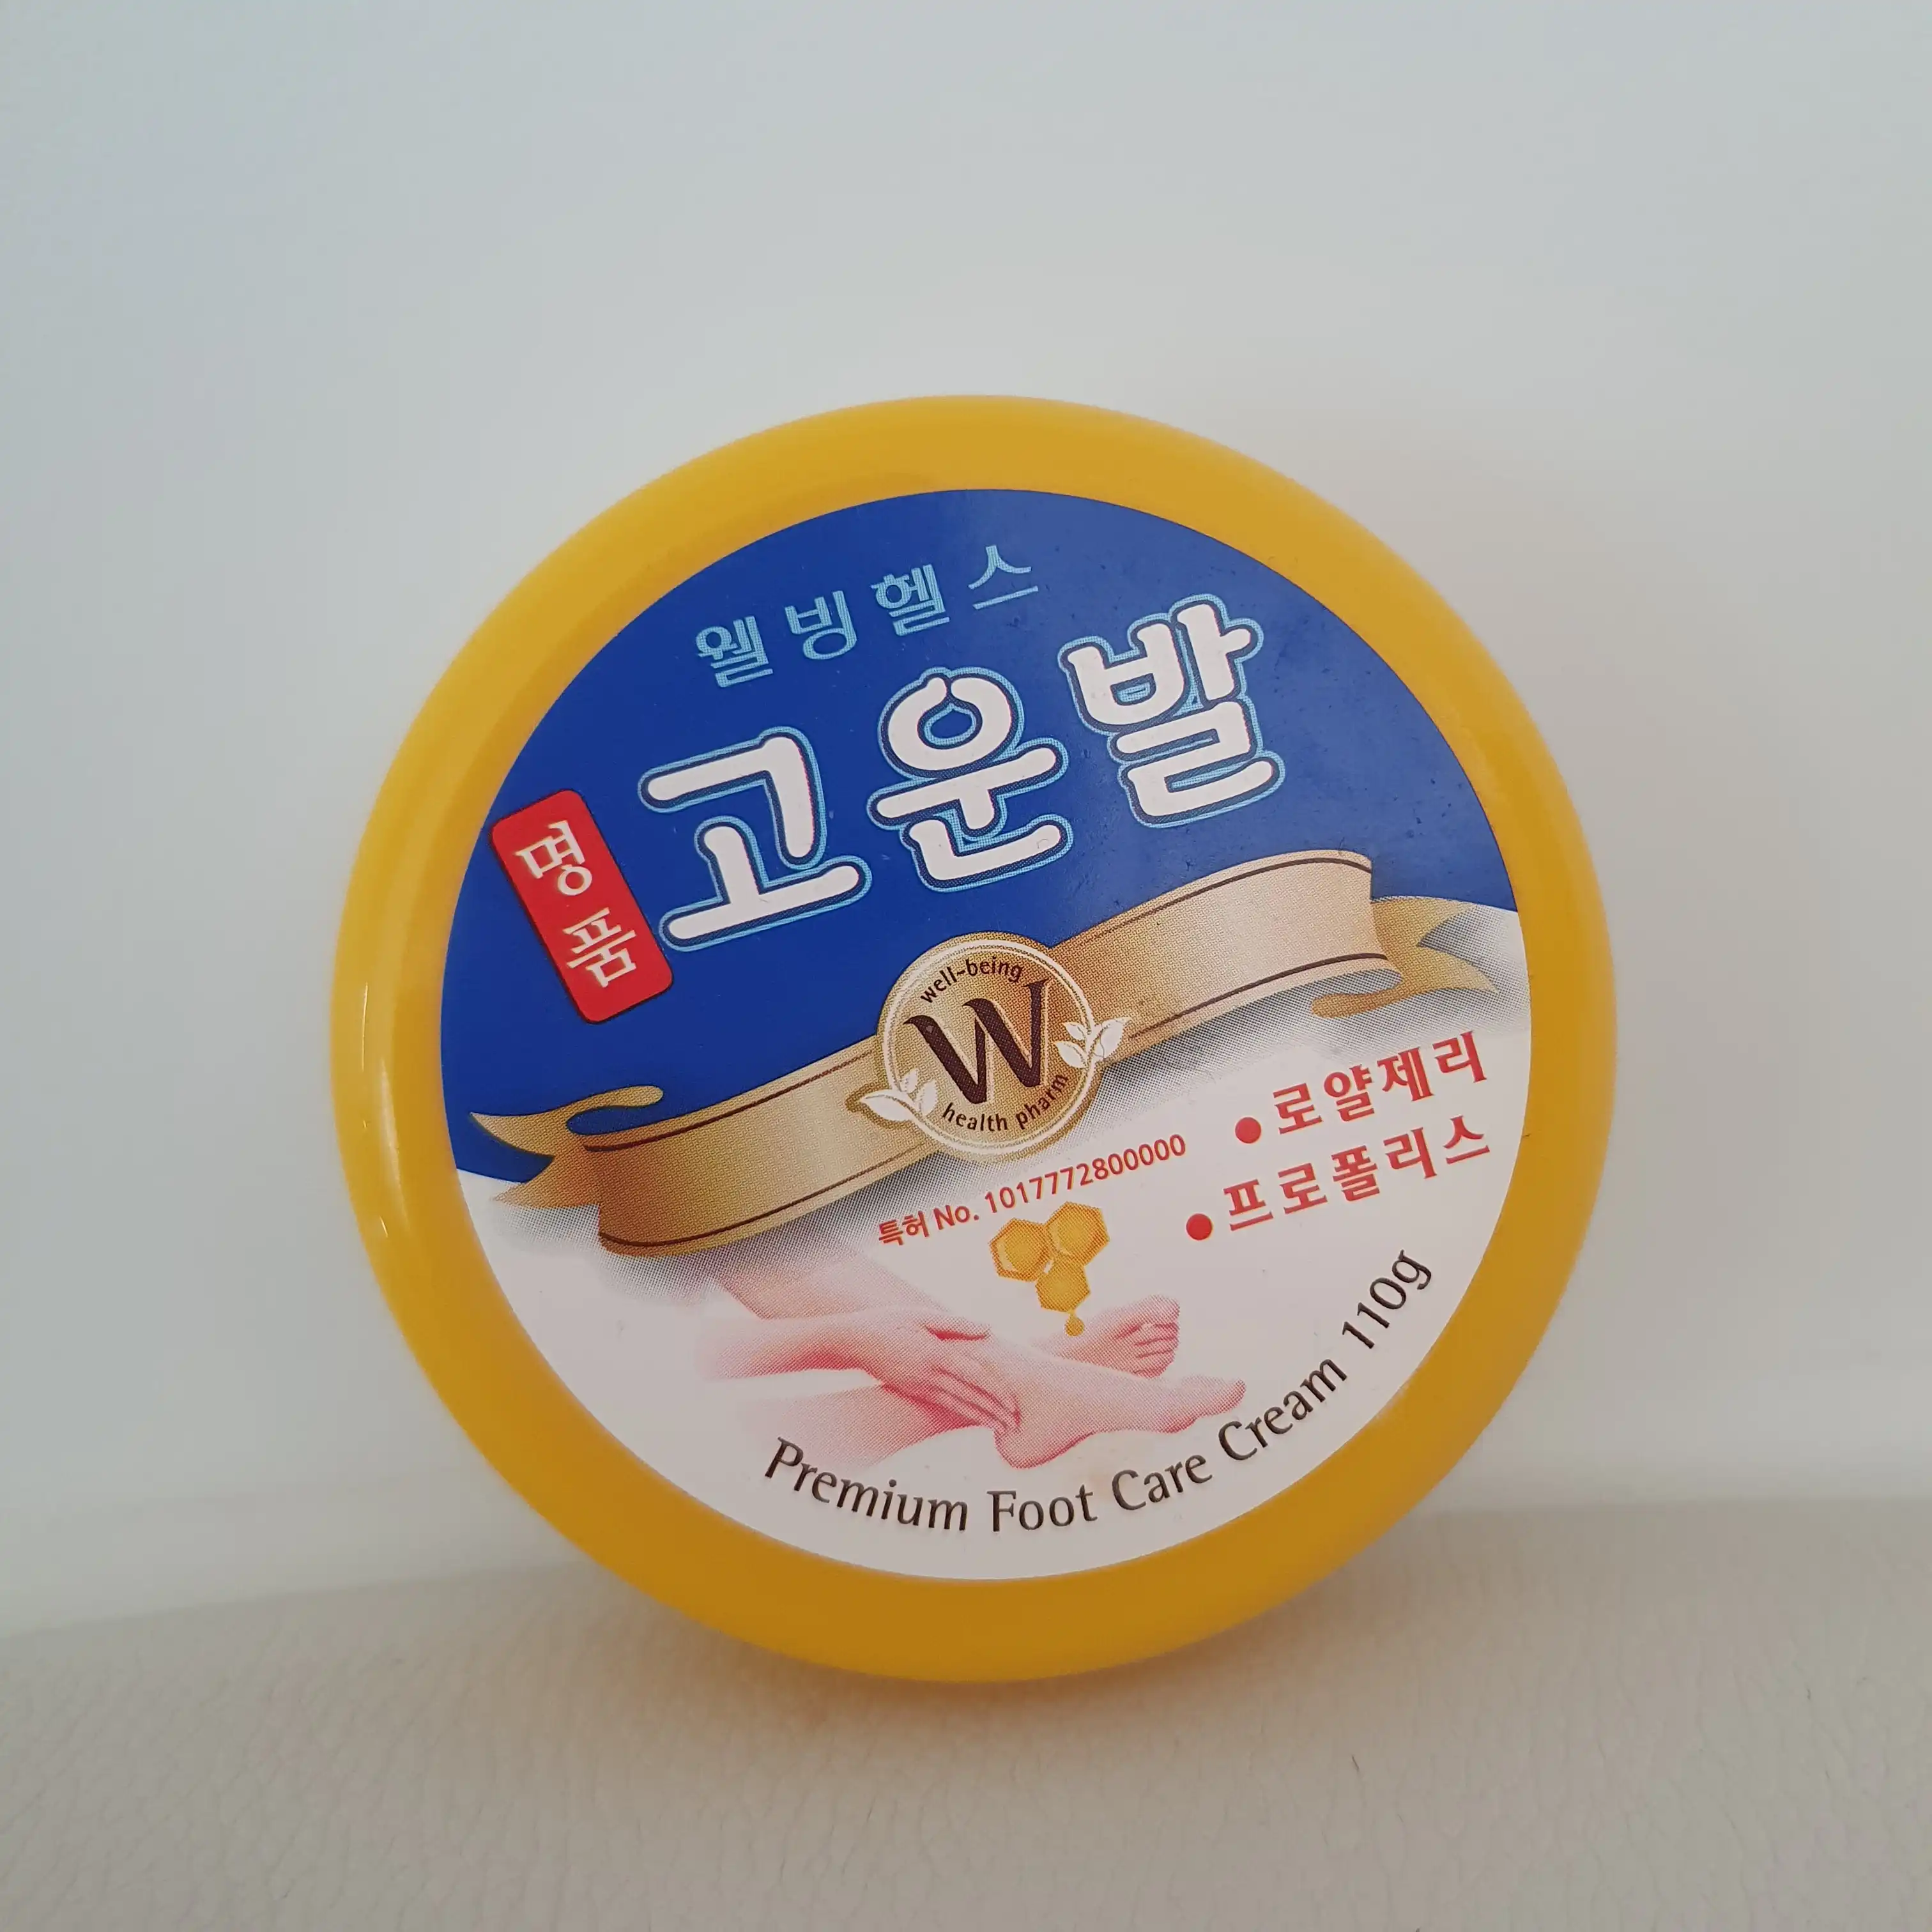 웰빙헬스
명품
고운발
well-being
W
health pharm
특허 No. 1017772800000
• 로얄제리
• 프로폴리스
Premium Foot Care Cream 110g